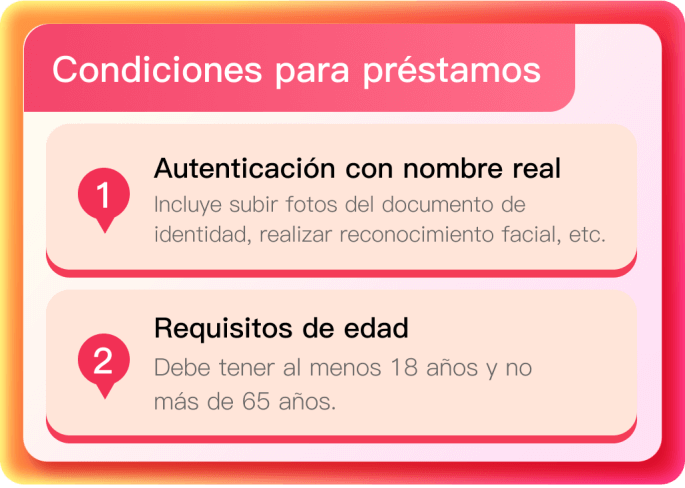 Condiciones para préstamos
1
Autenticación con nombre real
Incluye subir fotos del documento de
identidad, realizar reconocimiento facial, etc.
2
Requisitos de edad
Debe tener al menos 18 años y no
más de 65 años.